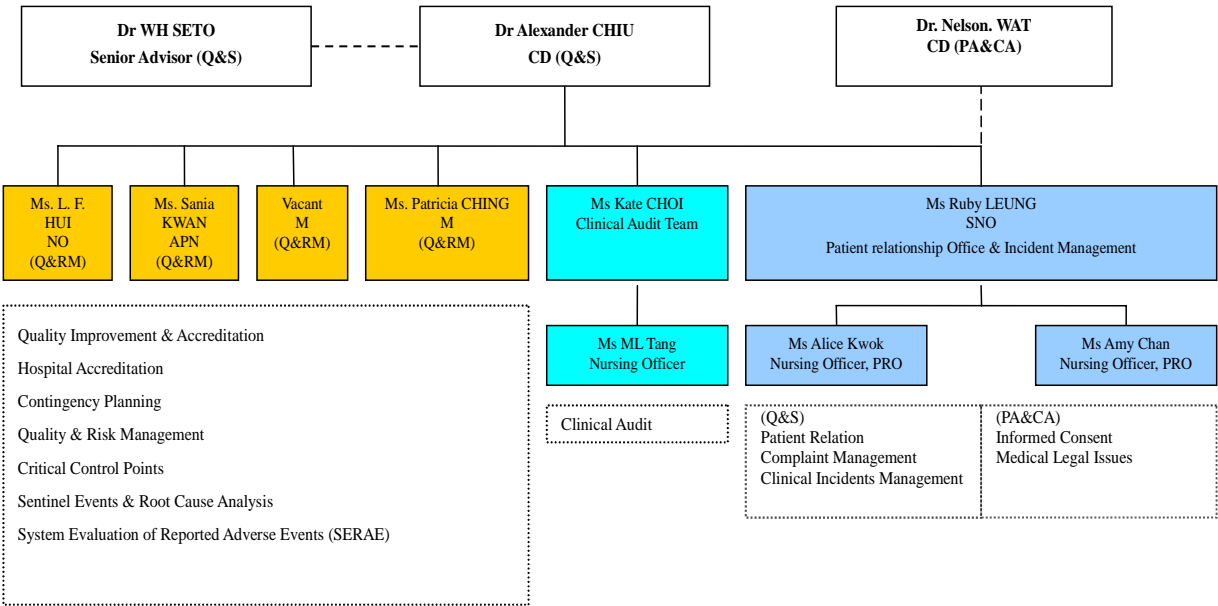 Dr WH SETO
Senior Advisor (Q&S)
Dr Alexander CHIU
CD (Q&S)
Dr. Nelson. WAT
CD (PA&CA)
Ms. L. F.
HUI
NO
(Q&RM)
Ms. Sania
KWAN
APN
(Q&RM)
Vacant
M
(Q&RM)
Ms. Patricia CHING
M
(Q&RM)
Ms Kate CHOI
Clinical Audit Team
Ms Ruby LEUNG
SNO
Patient relationship Office & Incident Management
Quality Improvement & Accreditation
Hospital Accreditation
Contingency Planning
Quality & Risk Management
Critical Control Points
Sentinel Events & Root Cause Analysis
System Evaluation of Reported Adverse Events (SERAE)
Ms ML Tang
Nursing Officer
Clinical Audit
Ms Alice Kwok
Nursing Officer, PRO
Ms Amy Chan
Nursing Officer, PRO
(Q&S)
Patient Relation
Complaint Management
Clinical Incidents Management
(PA&CA)
Informed Consent
Medical Legal Issues